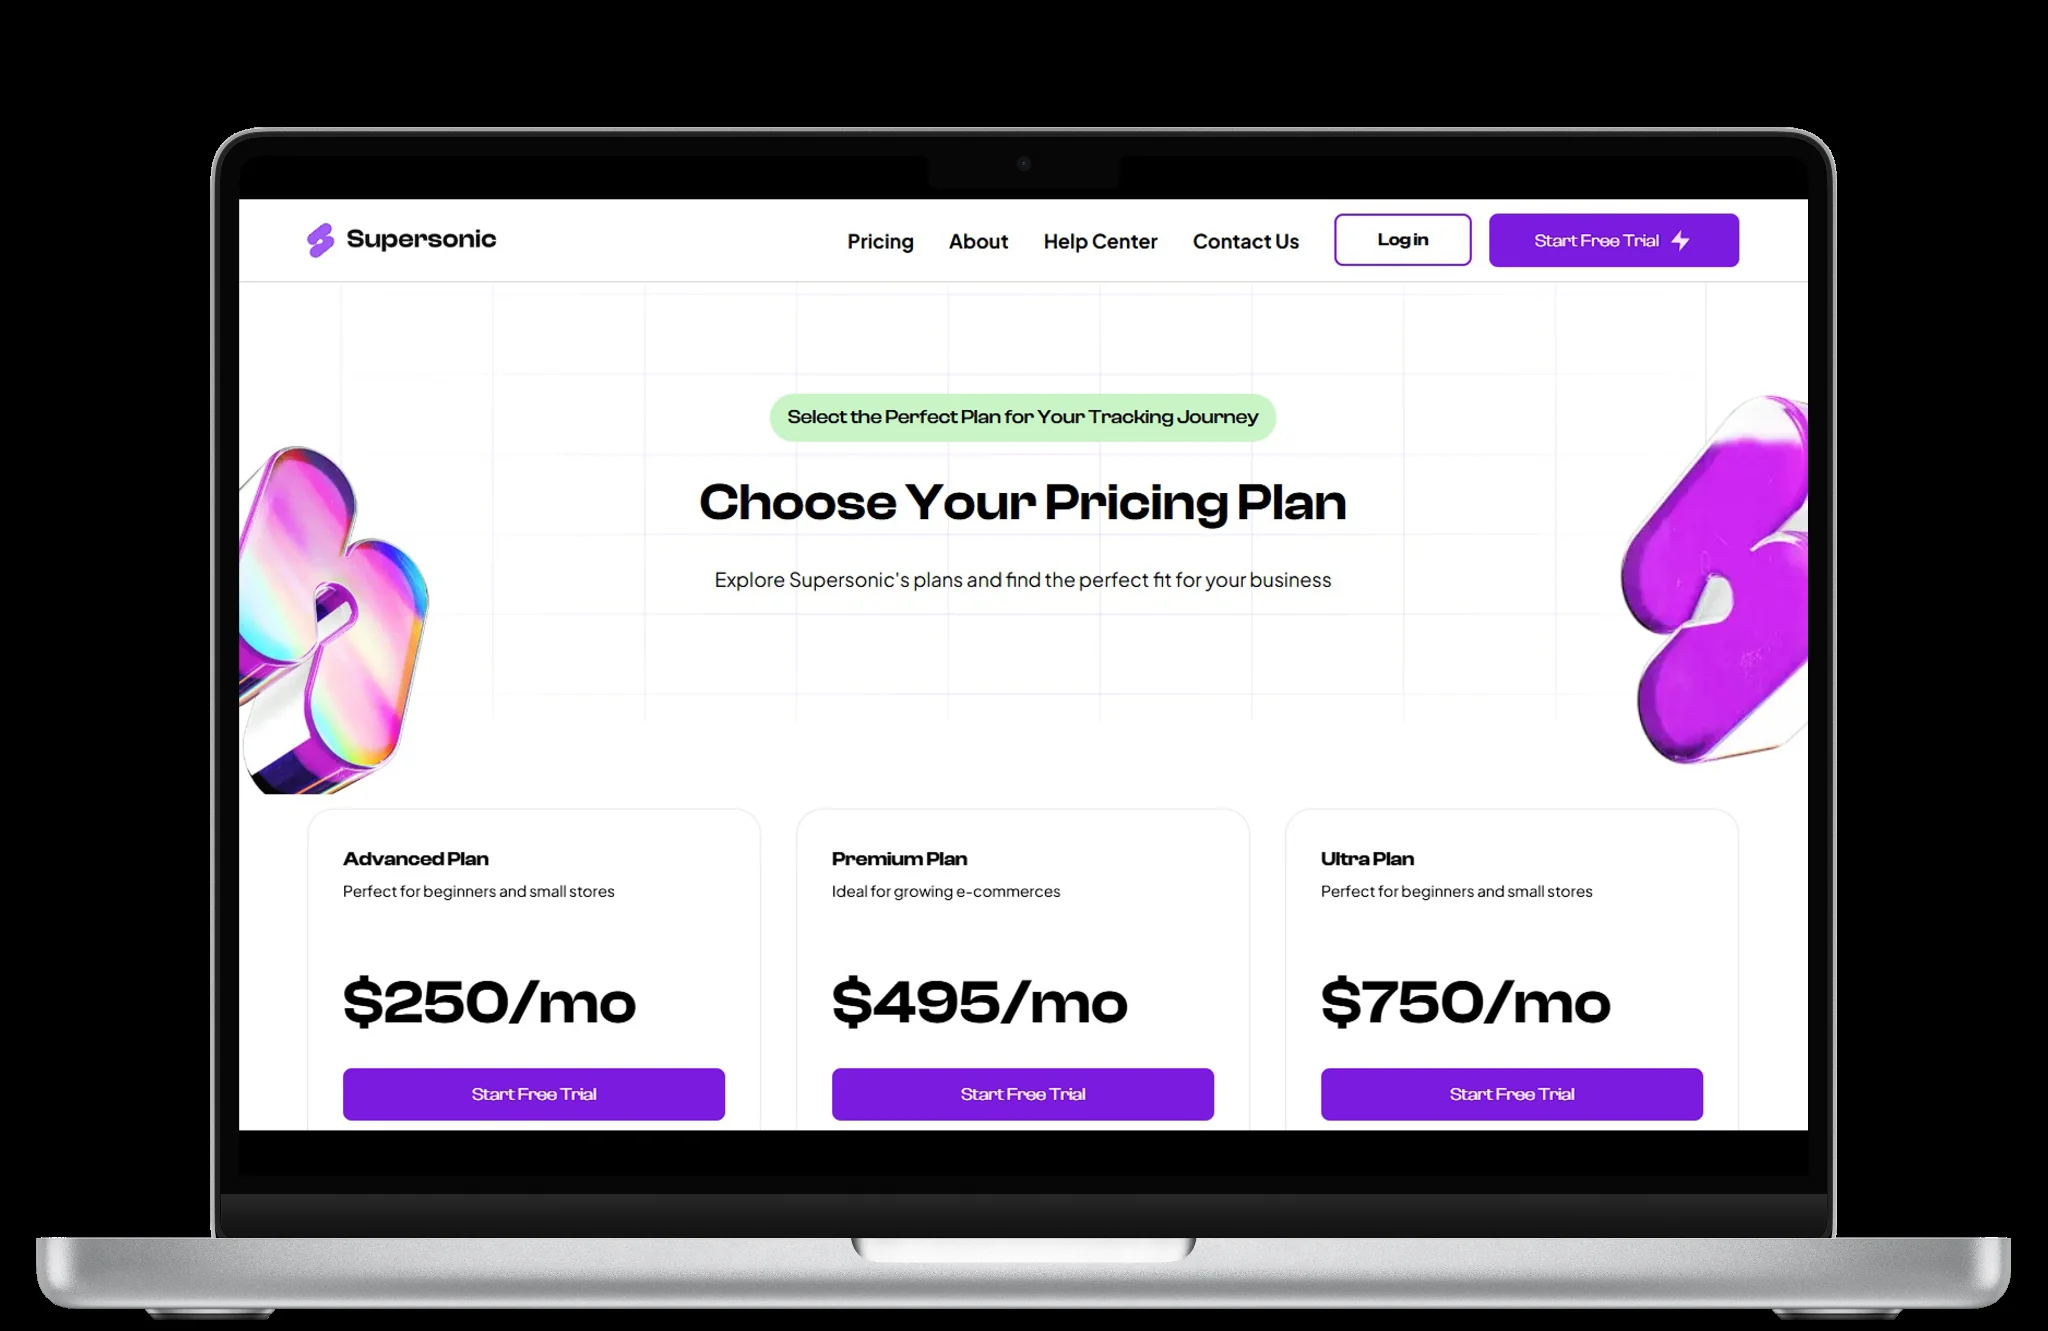 Supersonic
Pricing About Help Center Contact Us Log in Start Free Trial
Select the Perfect Plan for Your Tracking Journey
Choose Your Pricing Plan
Explore Supersonic's plans and find the perfect fit for your business
Advanced Plan
Perfect for beginners and small stores
$250/mo
Start Free Trial
Premium Plan
Ideal for growing e-commerces
$495/mo
Start Free Trial
Ultra Plan
Perfect for beginners and small stores
$750/mo
Start Free Trial